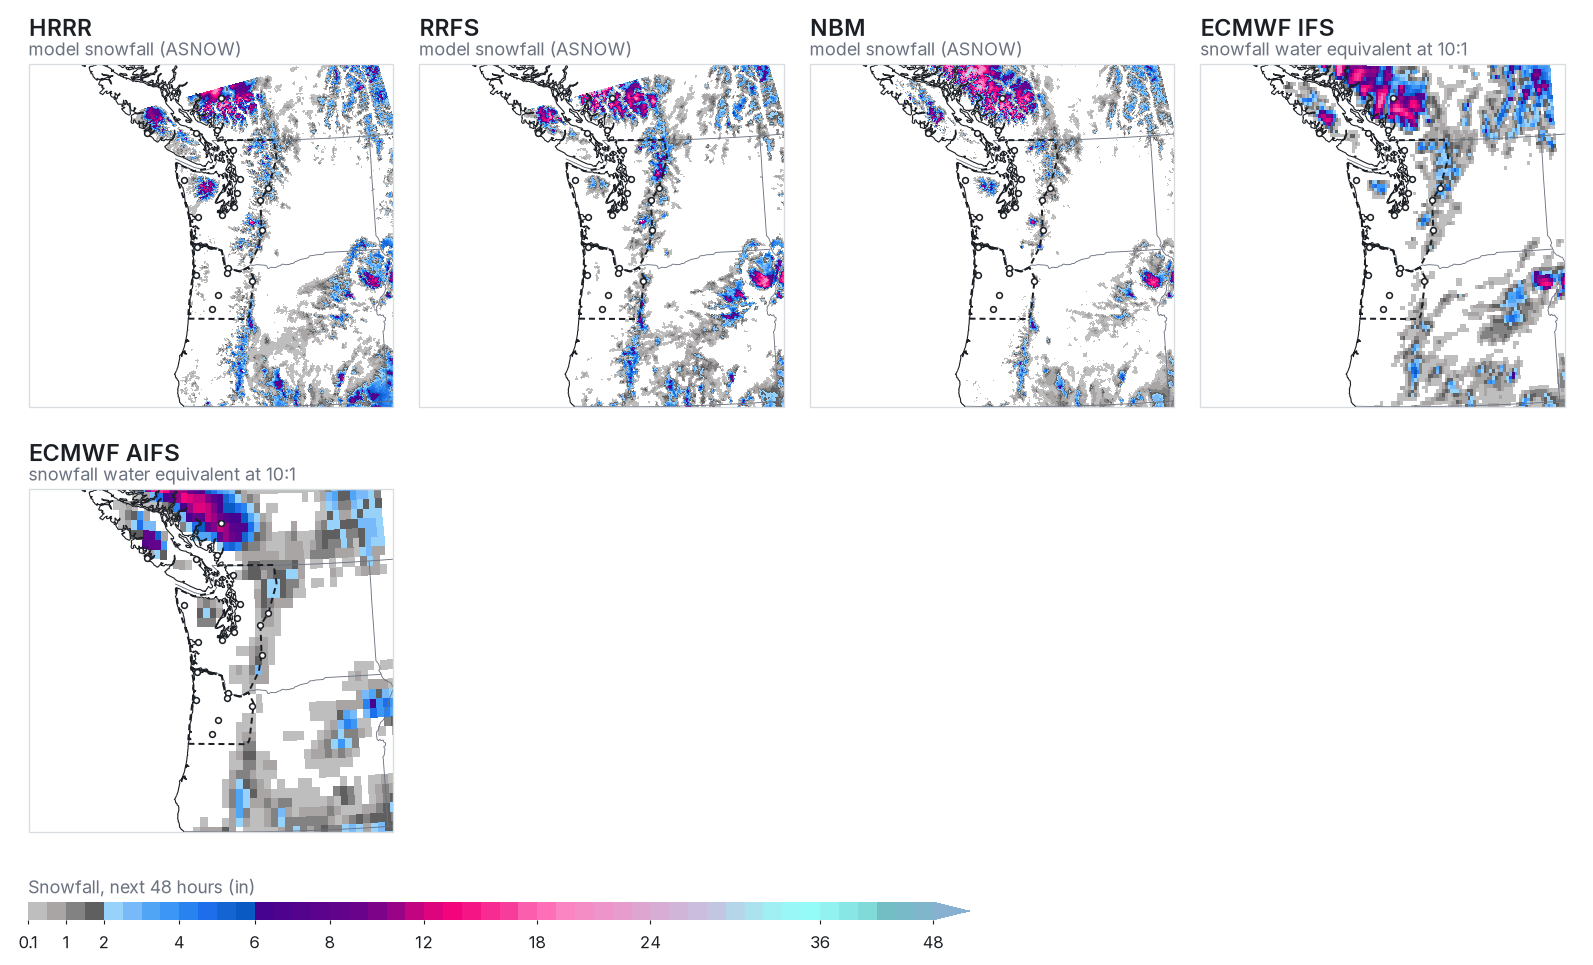 HRRR
model snowfall (ASNOW)
RRFS
model snowfall (ASNOW)
NBM
model snowfall (ASNOW)
ECMWF IFS
snowfall water equivalent at 10:1
ECMWF AIFS
snowfall water equivalent at 10:1
Snowfall, next 48 hours (in)
0.1 1 2 4 6 8 12 18 24 36 48